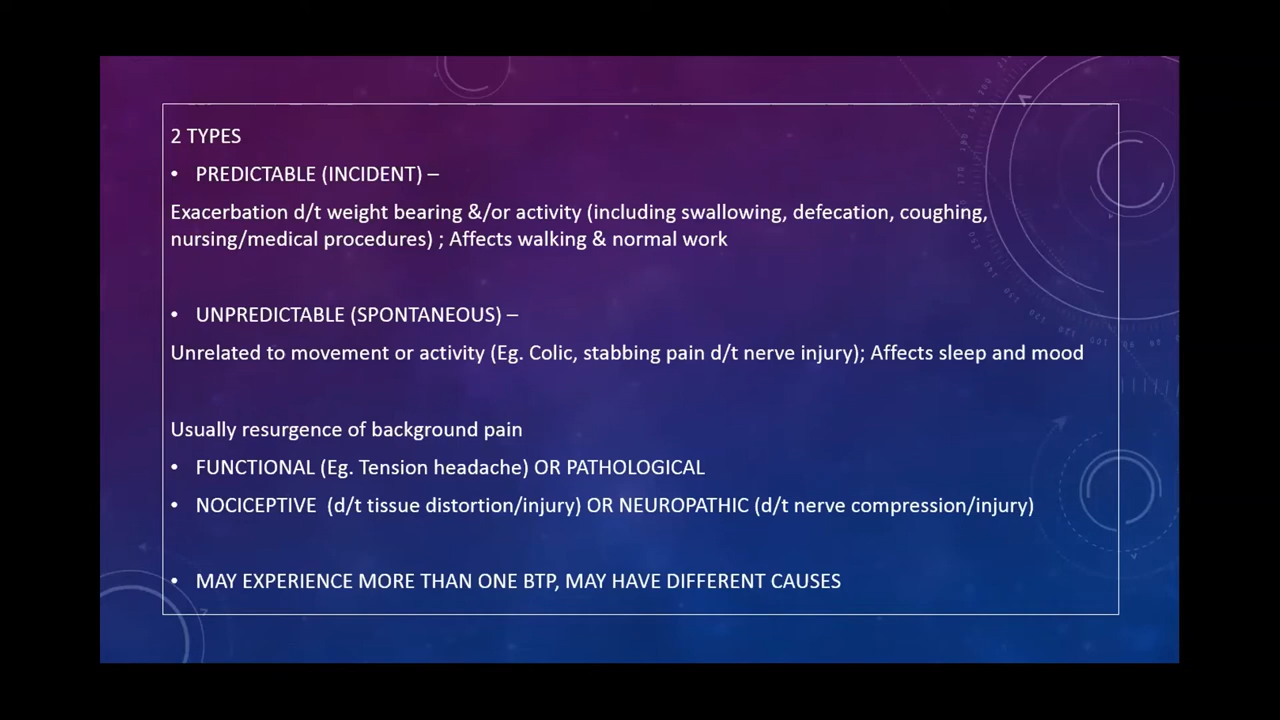 2 TYPES
• PREDICTABLE (INCIDENT) –
Exacerbation d/t weight bearing &/or activity (including swallowing, defecation, coughing,
nursing/medical procedures) ; Affects walking & normal work
• UNPREDICTABLE (SPONTANEOUS) –
Unrelated to movement or activity (Eg. Colic, stabbing pain d/t nerve injury); Affects sleep and mood
Usually resurgence of background pain
• FUNCTIONAL (Eg. Tension headache) OR PATHOLOGICAL
• NOCICEPTIVE  (d/t tissue distortion/injury) OR NEUROPATHIC (d/t nerve compression/injury)
• MAY EXPERIENCE MORE THAN ONE BTP, MAY HAVE DIFFERENT CAUSES